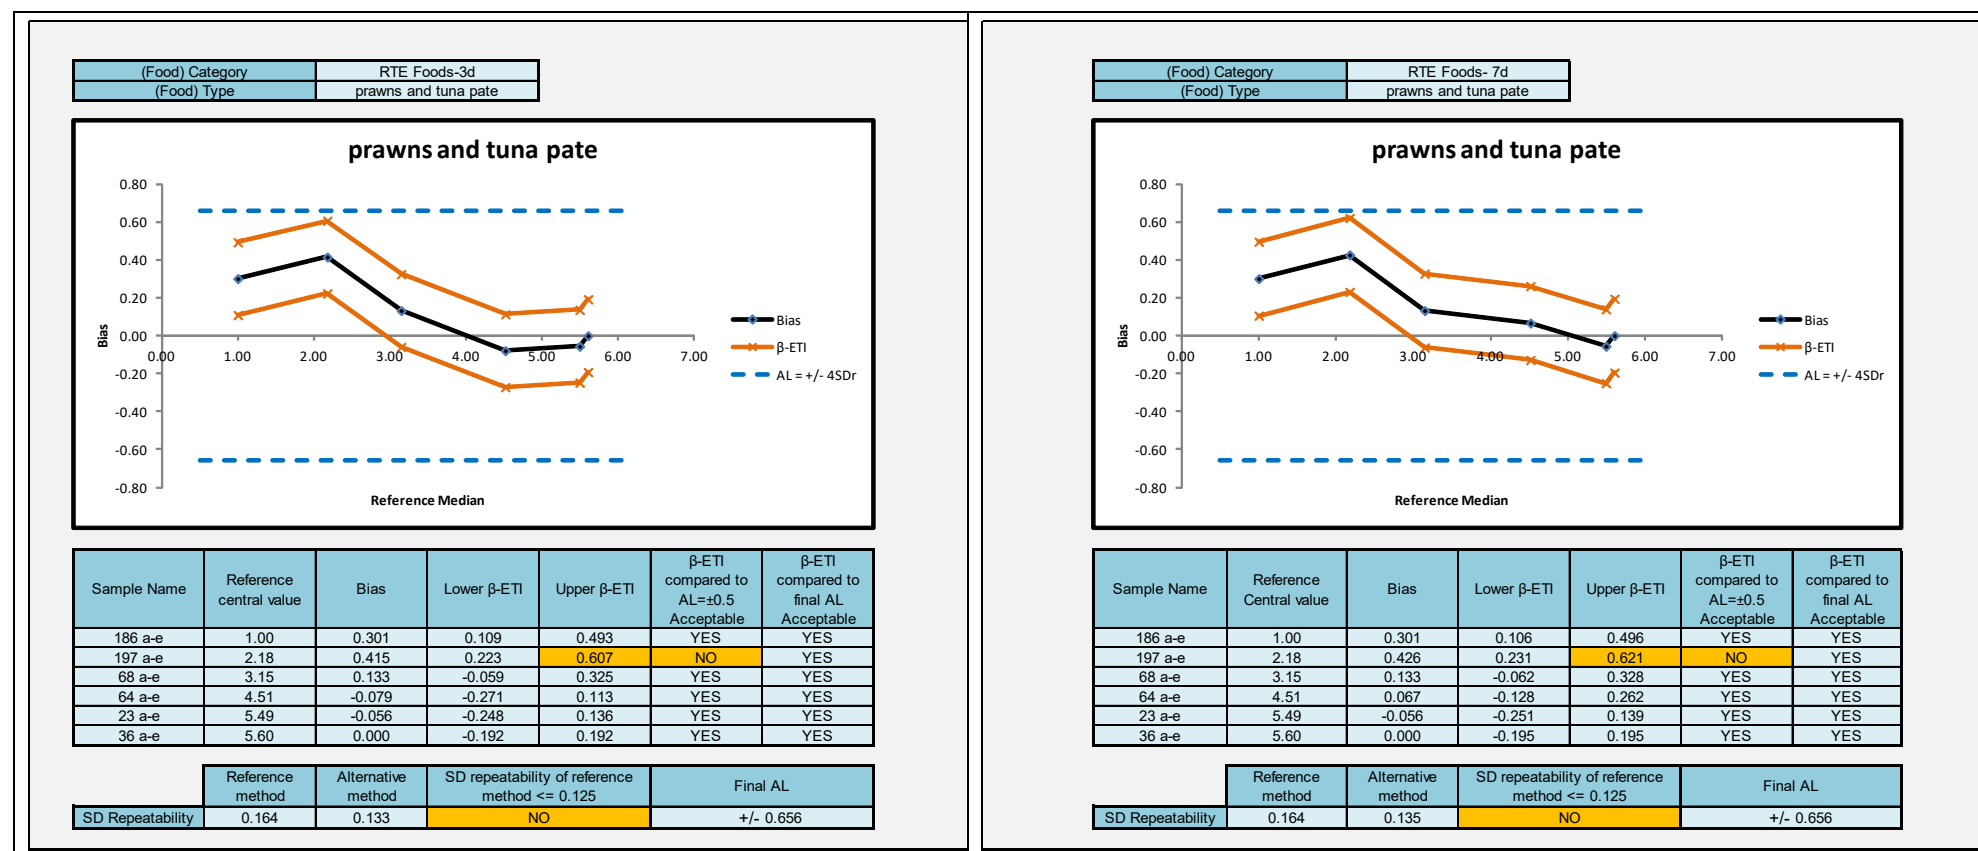 (Food) Category RTE Foods-3d
(Food) Type prawns and tuna pate
prawns and tuna pate
0.80
0.60
0.40
0.20
0.00
-0.20
-0.40
-0.60
-0.80
Bias
0.00 1.00 2.00 3.00 4.00 5.00 6.00 7.00
Reference Median
Bias
β-ETI
AL = +/- 4SDr
Sample Name Reference central value Bias Lower β-ETI Upper β-ETI β-ETI compared to AL=±0.5 Acceptable β-ETI compared to final AL Acceptable
186 a-e 1.00 0.301 0.109 0.493 YES YES
197 a-e 2.18 0.415 0.223 0.607 NO YES
68 a-e 3.15 0.133 -0.059 0.325 YES YES
64 a-e 4.51 -0.079 -0.271 0.113 YES YES
23 a-e 5.49 -0.056 -0.248 0.136 YES YES
36 a-e 5.60 0.000 -0.192 0.192 YES YES
Reference method Alternative method SD repeatability of reference method <= 0.125 Final AL
SD Repeatability 0.164 0.133 NO +/- 0.656
(Food) Category RTE Foods- 7d
(Food) Type prawns and tuna pate
prawns and tuna pate
0.80
0.60
0.40
0.20
0.00
-0.20
-0.40
-0.60
-0.80
Bias
0.00 1.00 2.00 3.00 4.00 5.00 6.00 7.00
Reference Median
Bias
β-ETI
AL = +/- 4SDr
Sample Name Reference Central value Bias Lower β-ETI Upper β-ETI β-ETI compared to AL=±0.5 Acceptable β-ETI compared to final AL Acceptable
186 a-e 1.00 0.301 0.106 0.496 YES YES
197 a-e 2.18 0.426 0.231 0.621 NO YES
68 a-e 3.15 0.133 -0.062 0.328 YES YES
64 a-e 4.51 0.067 -0.128 0.262 YES YES
23 a-e 5.49 -0.056 -0.251 0.139 YES YES
36 a-e 5.60 0.000 -0.195 0.195 YES YES
Reference method Alternative method SD repeatability of reference method <= 0.125 Final AL
SD Repeatability 0.164 0.135 NO +/- 0.656